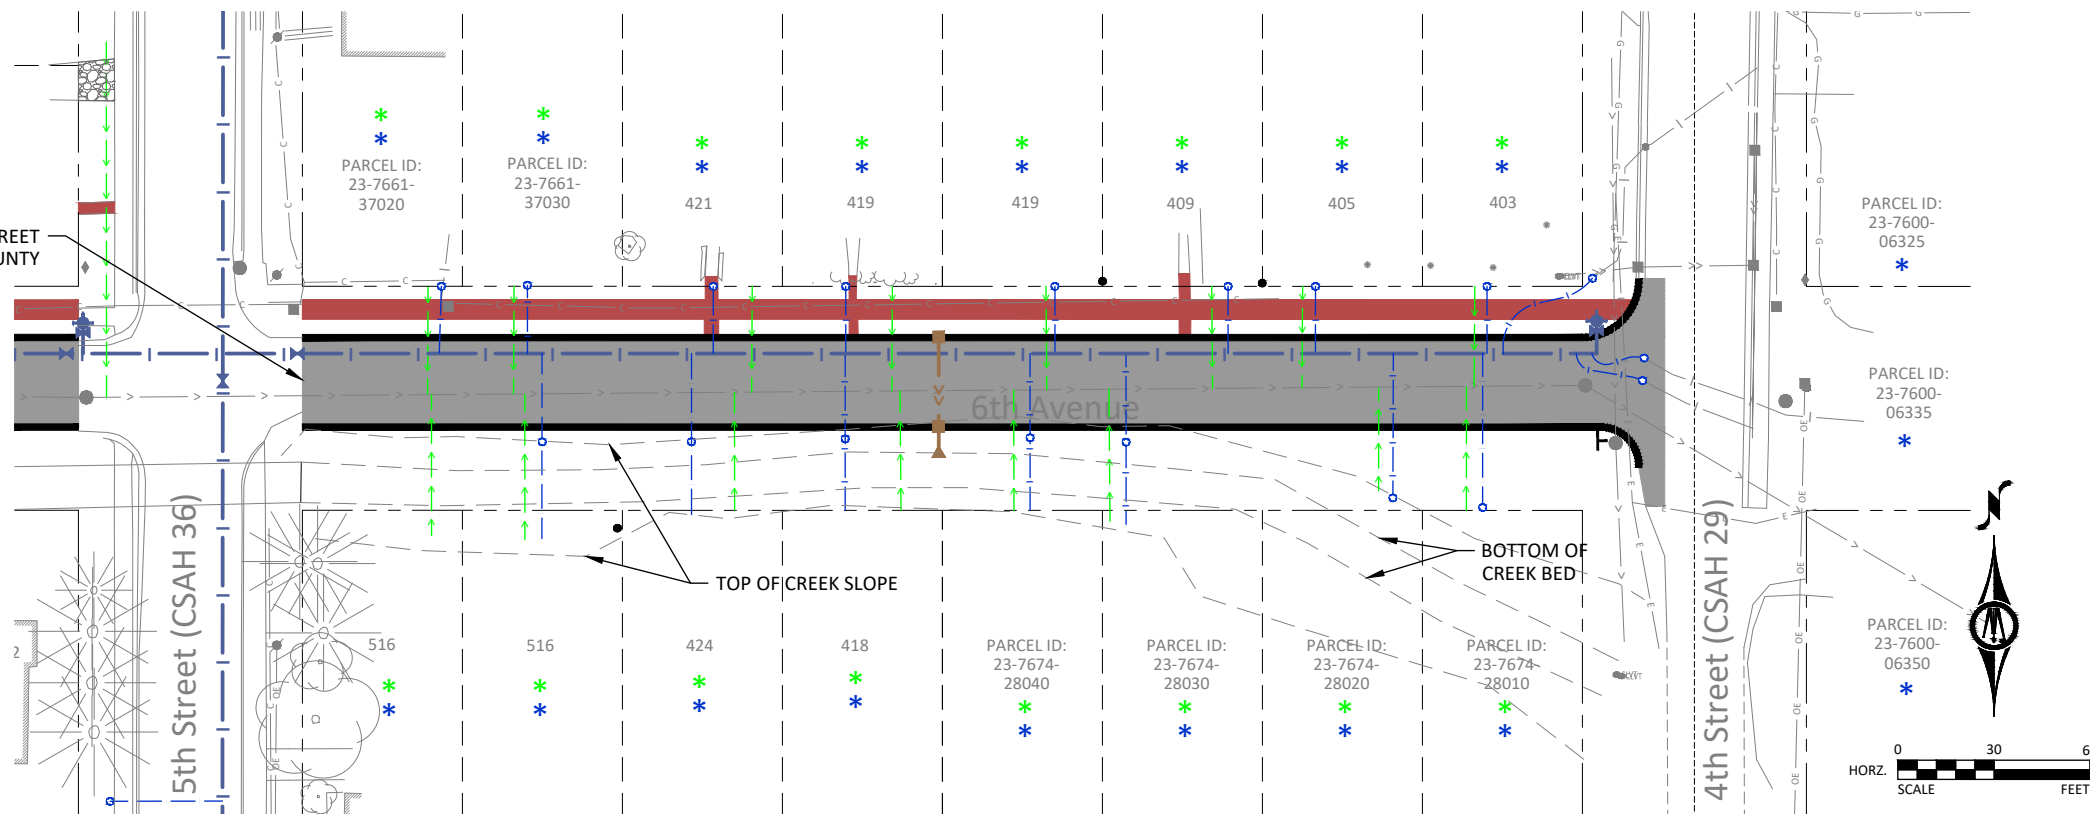 PARCEL ID:
23-7661-
37020
PARCEL ID:
23-7661-
37030
421
419
419
409
405
403
PARCEL ID:
23-7600-
06325
REET
UNTY
6th Avenue
PARCEL ID:
23-7600-
06335
5th Street (CSAH 36)
4th Street (CSAH 29)
TOP OF CREEK SLOPE
BOTTOM OF
CREEK BED
516
516
424
418
PARCEL ID:
23-7674-
28040
PARCEL ID:
23-7674-
28030
PARCEL ID:
23-7674-
28020
PARCEL ID:
23-7674-
28010
PARCEL ID:
23-7600-
06350
2
N
0 30 6
HORZ.
SCALE FEET